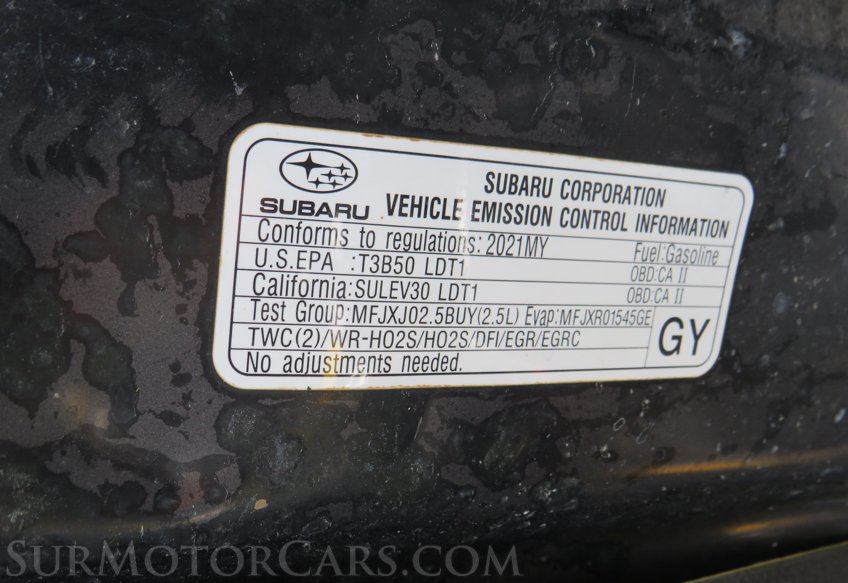 SUBARU CORPORATION
SUBARU VEHICLE EMISSION CONTROL INFORMATION
Conforms to regulations: 2021MY Fuel:Gasoline
U.S.EPA :T3B50 LDT1 OBD:CA II
California:SULEV30 LDT1 OBD:CA II
Test Group:MFJXJ02.5BUY(2.5L) Evap:MFJXR01545GE
TWC(2)/WR-HO2S/HO2S/DFI/EGR/EGRC
GY
No adjustments needed.
SurMotorCars.com